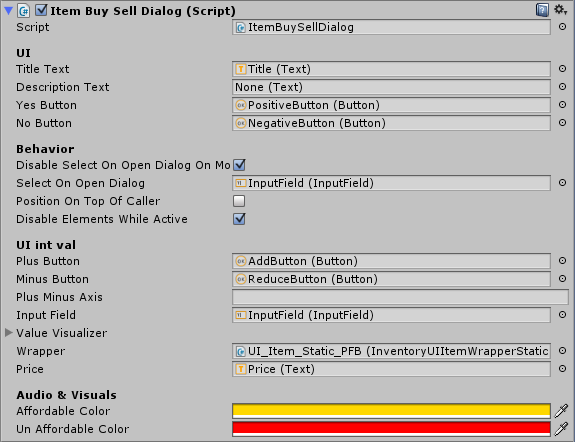 Item Buy Sell Dialog (Script)
Script ItemBuySellDialog
UI
Title Text Title (Text)
Description Text None (Text)
Yes Button PositiveButton (Button)
No Button NegativeButton (Button)
Behavior
Disable Select On Open Dialog On Mo
Select On Open Dialog InputField (InputField)
Position On Top Of Caller
Disable Elements While Active
UI int val
Plus Button AddButton (Button)
Minus Button ReduceButton (Button)
Plus Minus Axis
Input Field InputField (InputField)
Value Visualizer
Wrapper UI_Item_Static_PFB (InventoryUIItemWrapperStatic
Price Price (Text)
Audio & Visuals
Affordable Color
Un Affordable Color